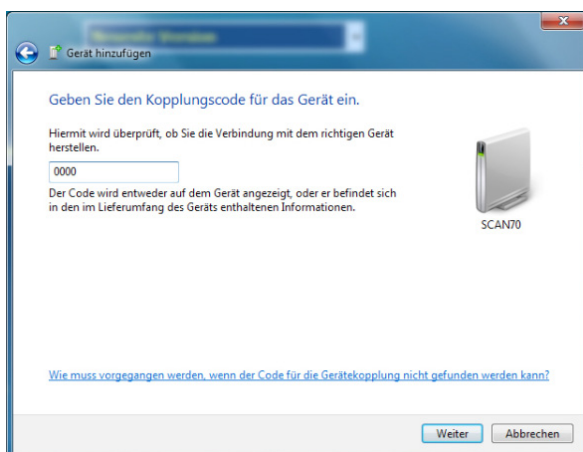 Gerät hinzufügen
Geben Sie den Kopplungscode für das Gerät ein.
Hiermit wird überprüft, ob Sie die Verbindung mit dem richtigen Gerät
herstellen.
0000
Der Code wird entweder auf dem Gerät angezeigt, oder er befindet sich
in den im Lieferumfang des Geräts enthaltenen Informationen.
SCAN70
Wie muss vorgegangen werden, wenn der Code für die Gerätekopplung nicht gefunden werden kann?
Weiter
Abbrechen